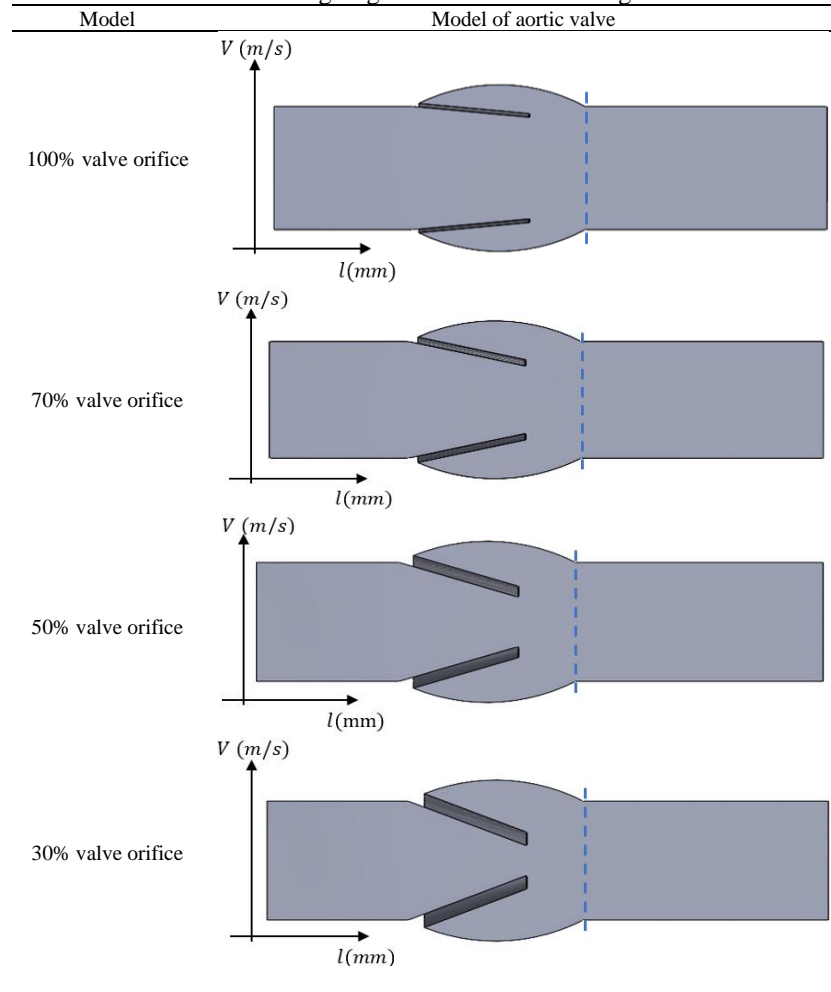 Model Model of aortic valve
V (m/s)
100% valve orifice
l(mm)
V (m/s)
70% valve orifice
l(mm)
V (m/s)
50% valve orifice
l(mm)
V (m/s)
30% valve orifice
l(mm)